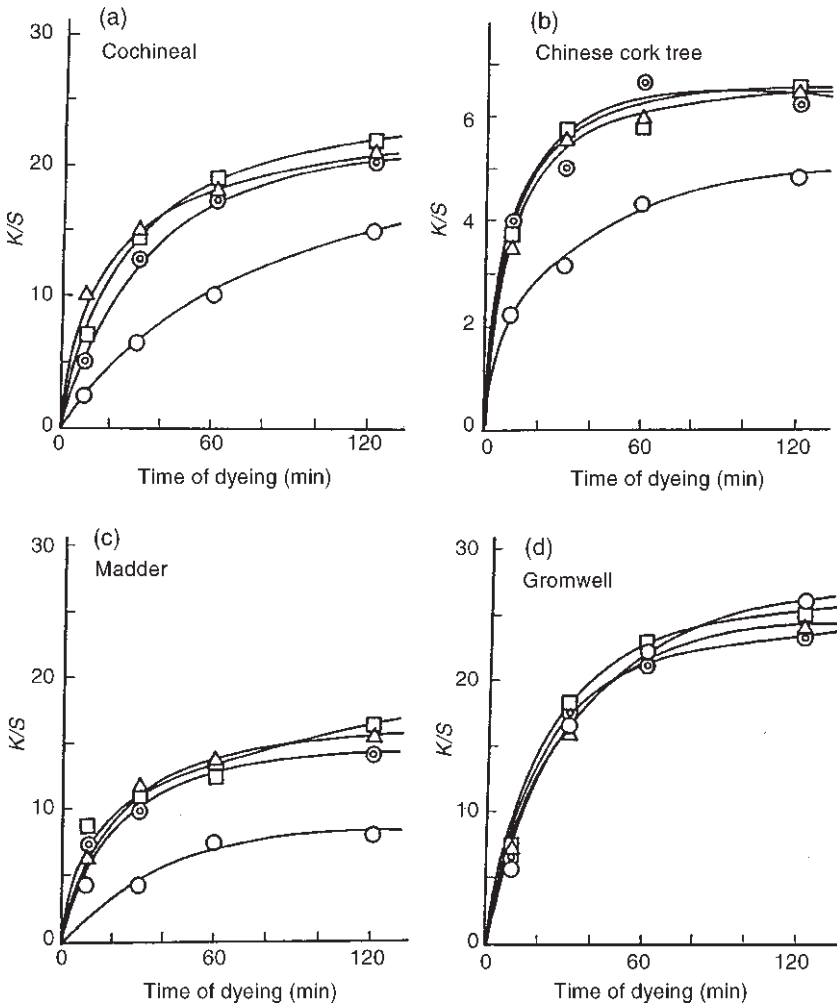 (a)
Cochineal
30
20
10
0
K/S
0 60 120
Time of dyeing (min)
(b)
Chinese cork tree
6
4
2
0
K/S
0 60 120
Time of dyeing (min)
(c)
Madder
30
20
10
0
K/S
0 60 120
Time of dyeing (min)
(d)
Gromwell
30
20
10
0
K/S
0 60 120
Time of dyeing (min)